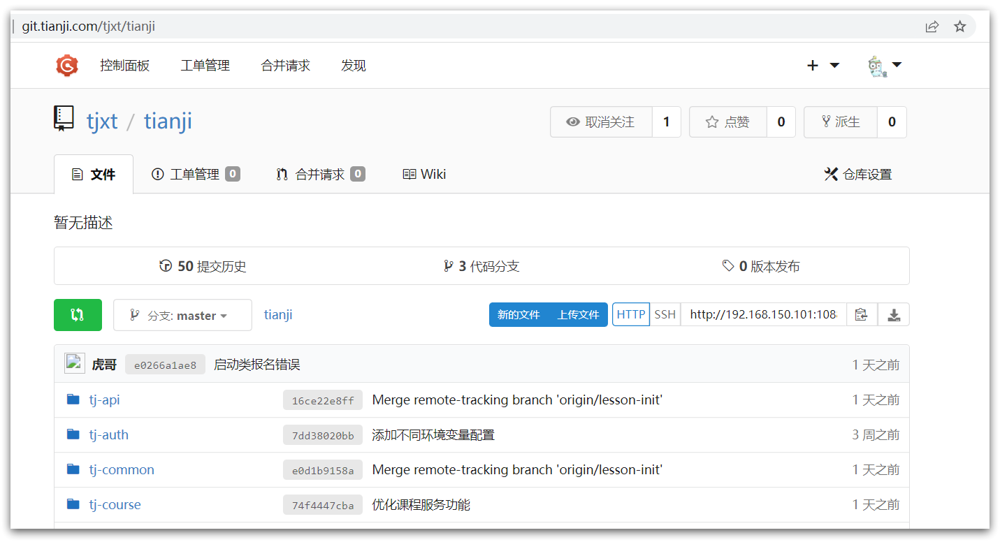 git.tianji.com/tjxt/tianji
控制面板 工单管理 合并请求 发现
tjxt / tianji 取消关注 1 点赞 0 派生 0
文件 工单管理 0 合并请求 0 Wiki 仓库设置
暂无描述
50 提交历史 3 代码分支 0 版本发布
分支: master tianji 新的文件 上传文件 HTTP SSH http://192.168.150.101:108
虎哥 e0266a1ae8 启动类报名错误 1 天之前
tj-api 16ce22e8ff Merge remote-tracking branch 'origin/lesson-init' 1 天之前
tj-auth 7dd38020bb 添加不同环境变量配置 3 周之前
tj-common e0d1b9158a Merge remote-tracking branch 'origin/lesson-init' 1 天之前
tj-course 74f4447cba 优化课程服务功能 1 天之前